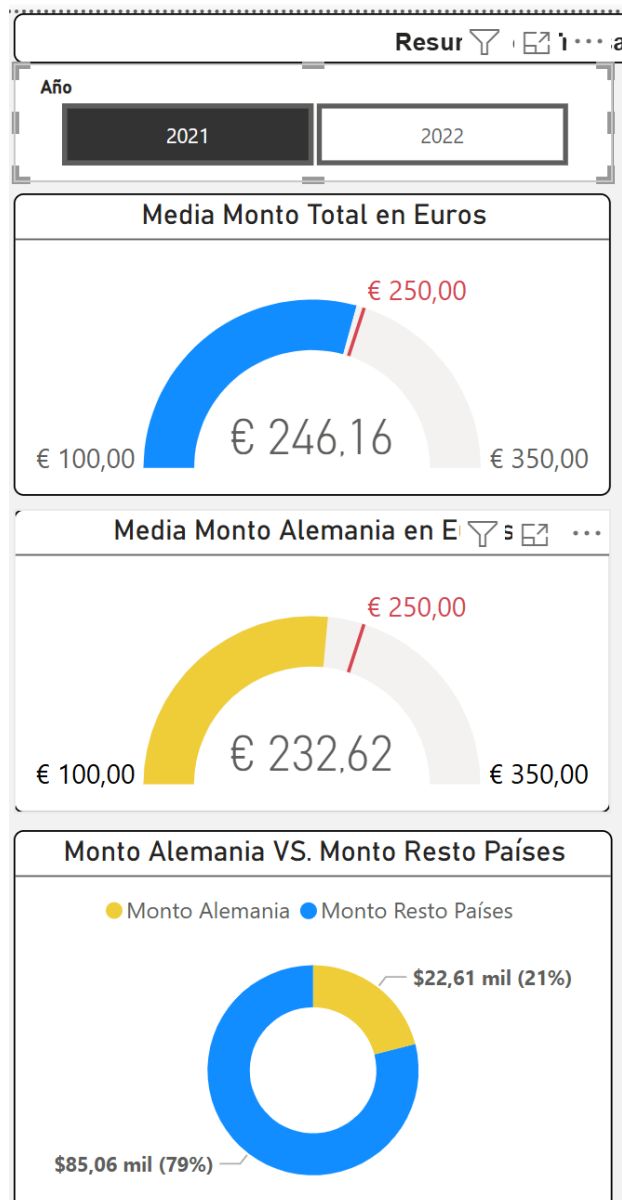 Resur
Año
2021
2022
Media Monto Total en Euros
€ 250,00
€ 246,16
€ 100,00
€ 350,00
Media Monto Alemania en E
€ 250,00
€ 232,62
€ 100,00
€ 350,00
Monto Alemania VS. Monto Resto Países
Monto Alemania Monto Resto Países
$22,61 mil (21%)
$85,06 mil (79%)